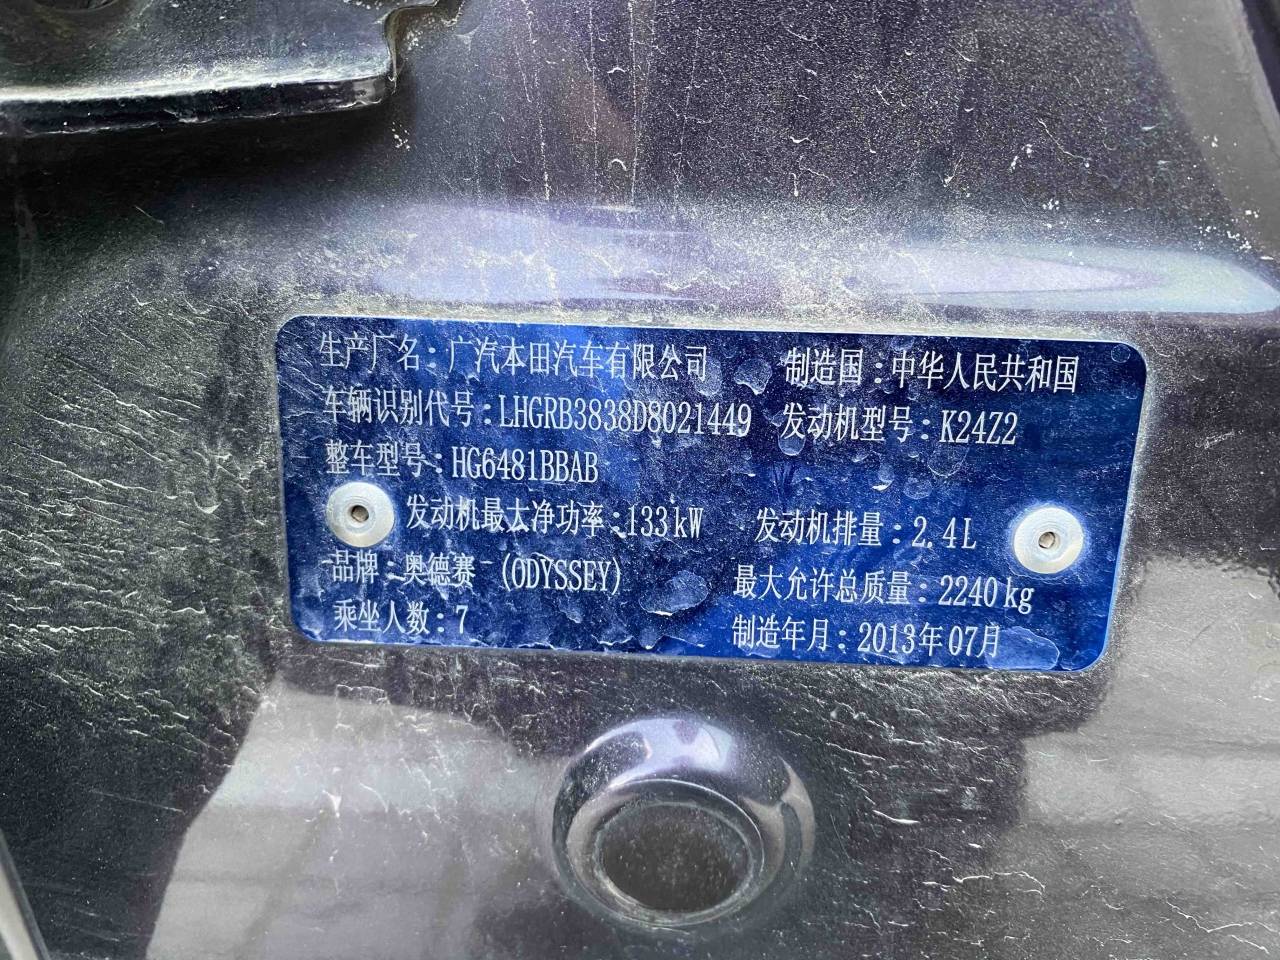 生产厂名：广汽本田汽车有限公司 制造国：中华人民共和国
车辆识别代号：LHGRB3838D8021449 发动机型号：K24Z2
整车型号：HG6481BBAB
发动机最大净功率：133kW 发动机排量：2.4L
品牌：奥德赛 (ODYSSEY) 最大允许总质量：2240kg
乘坐人数：7 制造年月：2013年07月